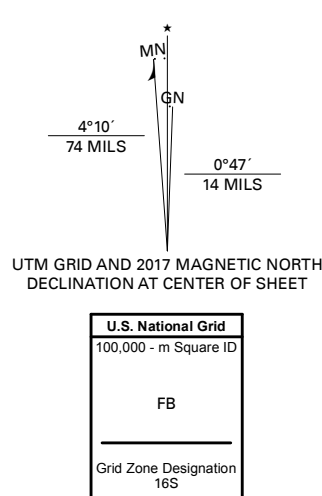 ★
MN
GN
4°10´
74 MILS
0°47´
14 MILS
UTM GRID AND 2017 MAGNETIC NORTH
DECLINATION AT CENTER OF SHEET
U.S. National Grid
100,000 - m Square ID
FB
Grid Zone Designation
16S